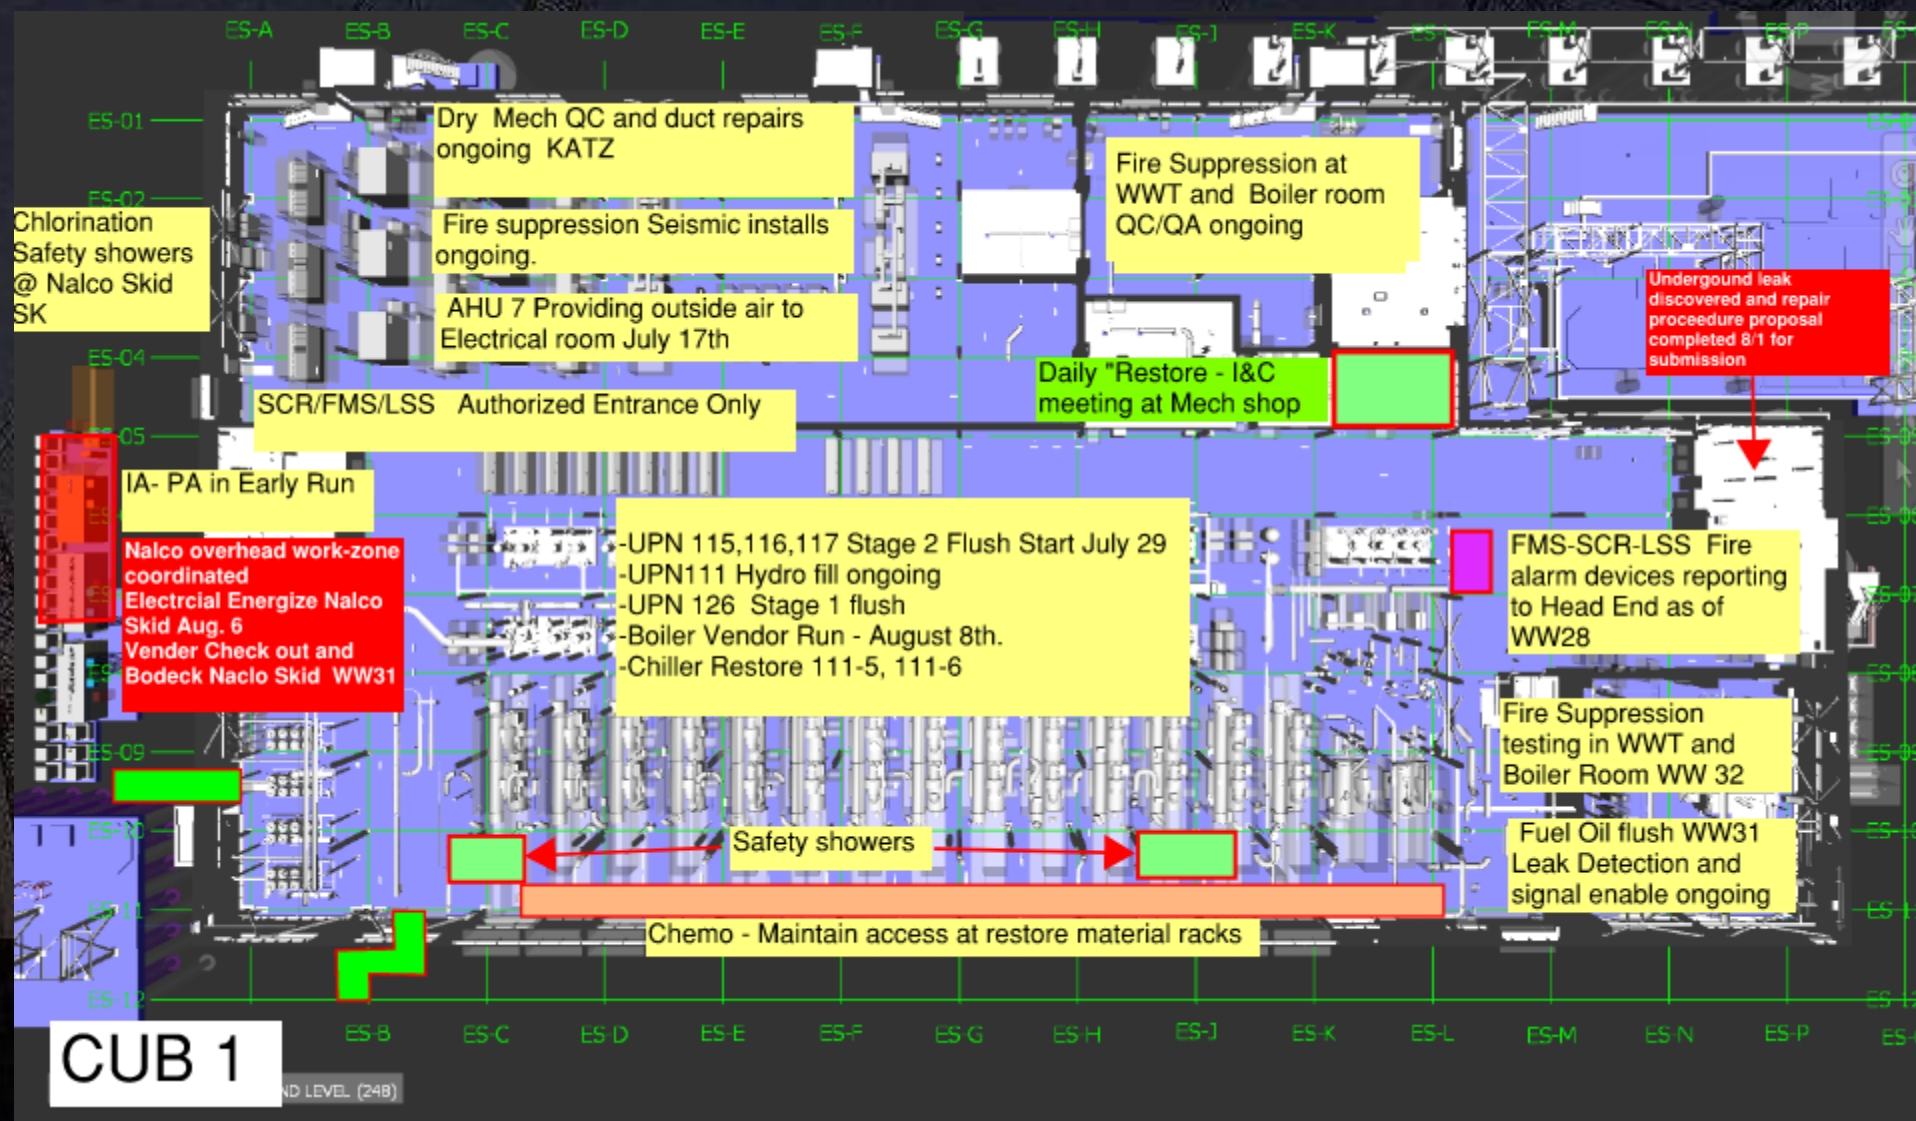 ES-A ES-B ES-C ES-D ES-E ES-F ES-G ES-H ES-J ES-K ES-L ES-M ES-N ES-P
ES-01
Dry Mech QC and duct repairs
ongoing KATZ
Fire Suppression at
WWT and Boiler room
QC/QA ongoing
ES-02
Chlorination
Safety showers
@ Nalco Skid
SK
Fire suppression Seismic installs
ongoing.
AHU 7 Providing outside air to
Electrical room July 17th
Undergound leak
discovered and repair
proceedure proposal
completed 8/1 for
submission
ES-04
Daily "Restore - I&C
meeting at Mech shop
SCR/FMS/LSS Authorized Entrance Only
ES-05
IA- PA in Early Run
Nalco overhead work-zone
coordinated
Electrcial Energize Nalco
Skid Aug. 6
Vender Check out and
Bodeck Naclo Skid WW31
-UPN 115,116,117 Stage 2 Flush Start July 29
-UPN111 Hydro fill ongoing
-UPN 126 Stage 1 flush
-Boiler Vendor Run - August 8th.
-Chiller Restore 111-5, 111-6
FMS-SCR-LSS Fire
alarm devices reporting
to Head End as of
WW28
Fire Suppression
testing in WWT and
Boiler Room WW 32
ES-09
ES-10
Safety showers
Fuel Oil flush WW31
Leak Detection and
signal enable ongoing
ES-11
Chemo - Maintain access at restore material racks
ES-12
ES-B ES-C ES-D ES-E ES-F ES-G ES-H ES-J ES-K ES-L ES-M ES-N ES-P
CUB 1
ND LEVEL (248)